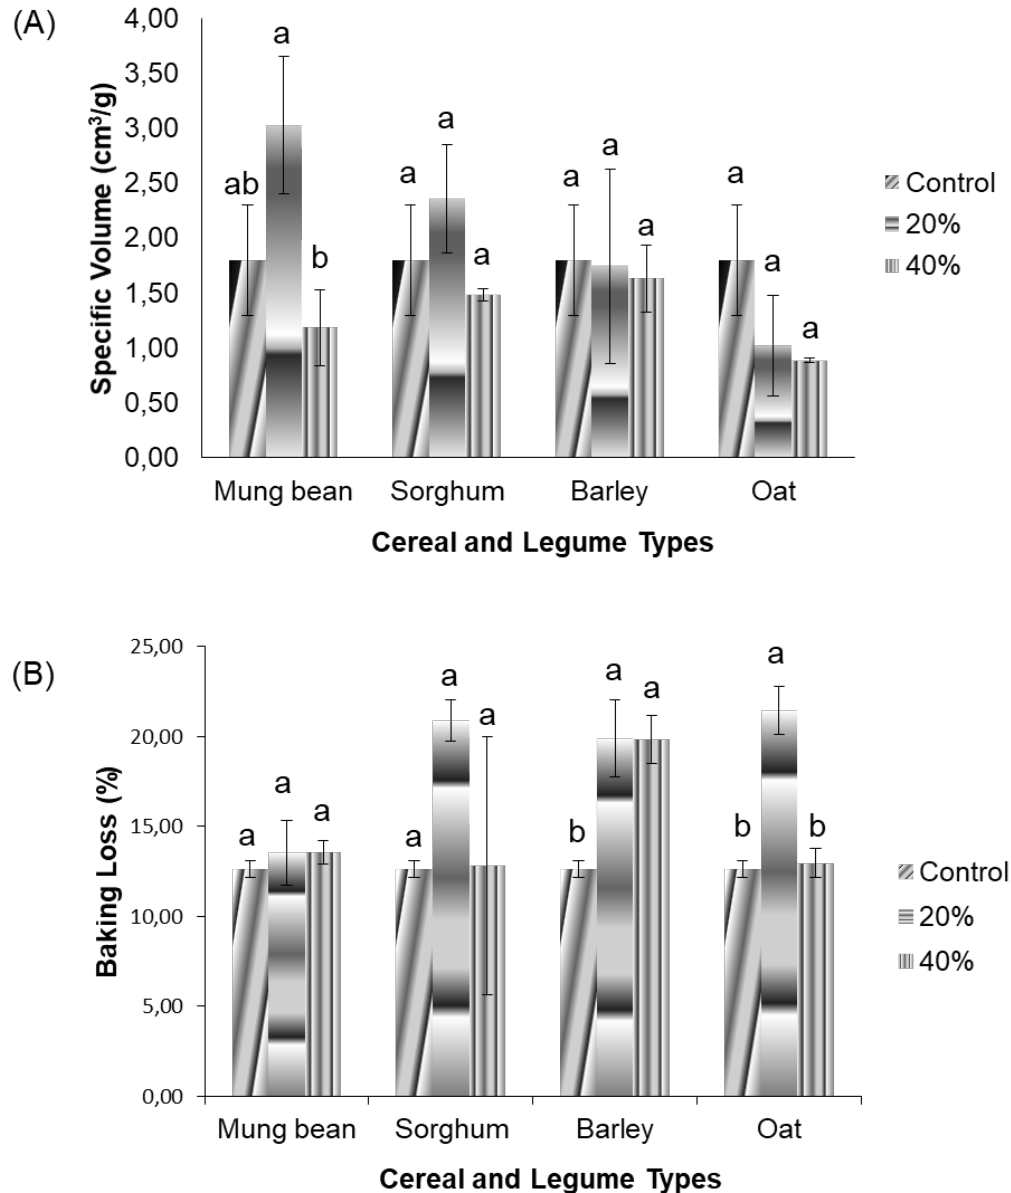 (A)
Specific Volume (cm³/g)
4,00
3,50
3,00
2,50
2,00
1,50
1,00
0,50
0,00
ab a b
a a a
a a a
a a a
Mung bean Sorghum Barley Oat
Cereal and Legume Types
Control
20%
40%
(B)
Baking Loss (%)
25,00
20,00
15,00
10,00
5,00
0,00
a a a
a a a
b a a
b a b
Mung bean Sorghum Barley Oat
Cereal and Legume Types
Control
20%
40%